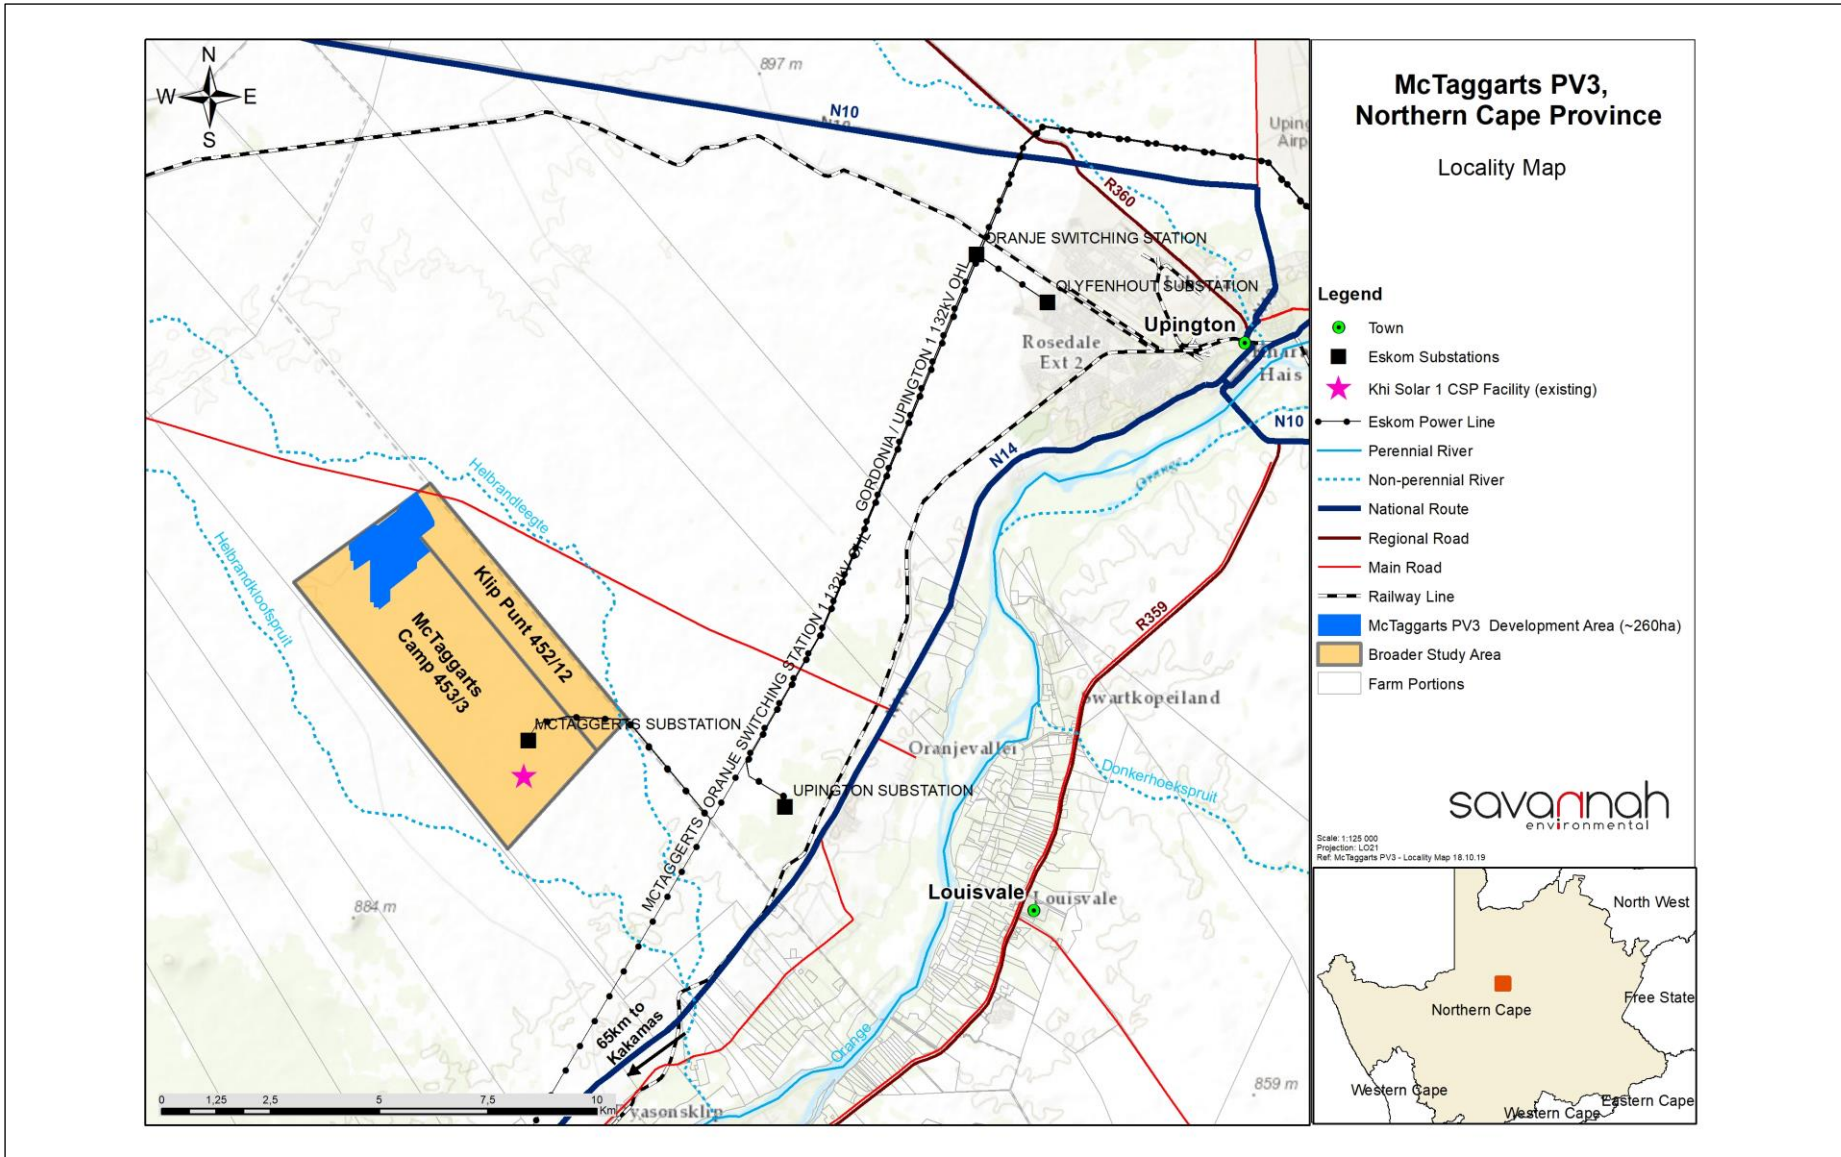 N
W E
S
897 m
N10
R360
ORANJE SWITCHING STATION
OLYFENHOUT SUBSTATION
Upington
Rosedale
Ext 2
Hais
N10
N14
Orange
GORDONIA / UPINGTON 1 132kV OHL
MCTAGGERTS / ORANJE SWITCHING STATION 1 132kV OHL
Helbrandleegte
Helbrandkloofspruit
Klip Punt 452/12
McTaggarts
Camp 453/3
MCTAGGERTS SUBSTATION
UPINGTON SUBSTATION
R359
Swartkopeiland
Oranjevallei
Donkerhoekspruit
Louisvale
Louisvale
884 m
65km to
Kakamas
Orange
859 m
0 1,25 2,5 5 7,5 10
Km
McTaggarts PV3,
Northern Cape Province
Locality Map
Legend
Town
Eskom Substations
Khi Solar 1 CSP Facility (existing)
Eskom Power Line
Perennial River
Non-perennial River
National Route
Regional Road
Main Road
Railway Line
McTaggarts PV3 Development Area (~260ha)
Broader Study Area
Farm Portions
savannah
environmental
Scale: 1:125 000
Projection: LO21
Ref: McTaggarts PV3 - Locality Map 18.10.19
North West
Free State
Northern Cape
Western Cape
Western Cape
Eastern Cape